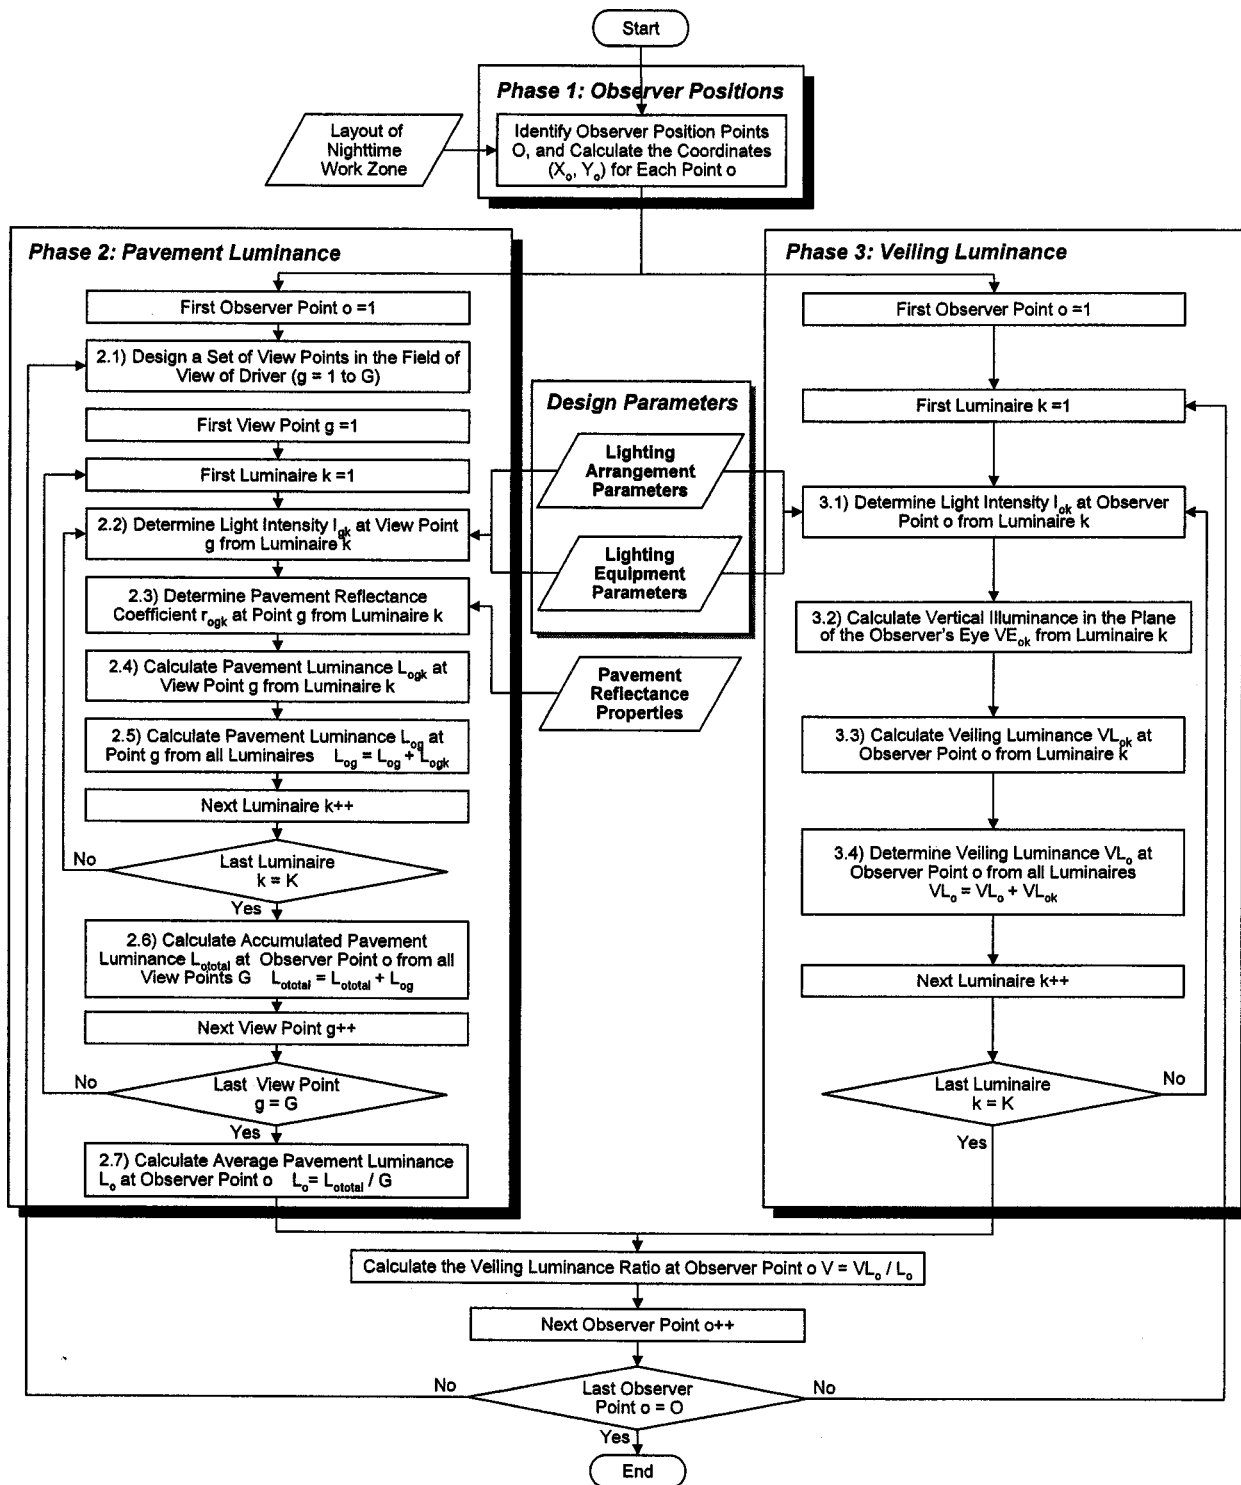 Start
Phase 1: Observer Positions
Layout of
Nighttime
Work Zone
Identify Observer Position Points
O, and Calculate the Coordinates
(Xo, Yo) for Each Point o
Phase 2: Pavement Luminance
First Observer Point o =1
2.1) Design a Set of View Points in the Field of
View of Driver (g = 1 to G)
First View Point g =1
First Luminaire k =1
2.2) Determine Light Intensity Igk at View Point
g from Luminaire k
2.3) Determine Pavement Reflectance
Coefficient rogk at Point g from Luminaire k
2.4) Calculate Pavement Luminance Logk at
View Point g from Luminaire k
2.5) Calculate Pavement Luminance Log at
Point g from all Luminaires Log = Log + Logk
Next Luminaire k++
No
Last Luminaire
k = K
Yes
2.6) Calculate Accumulated Pavement
Luminance Lototal at Observer Point o from all
View Points G Lototal = Lototal + Log
Next View Point g++
No
Last View Point
g = G
Yes
2.7) Calculate Average Pavement Luminance
Lo at Observer Point o Lo= Lototal / G
Design Parameters
Lighting
Arrangement
Parameters
Lighting
Equipment
Parameters
Pavement
Reflectance
Properties
Phase 3: Veiling Luminance
First Observer Point o =1
First Luminaire k =1
3.1) Determine Light Intensity Iok at Observer
Point o from Luminaire k
3.2) Calculate Vertical Illuminance in the Plane
of the Observer's Eye VEok from Luminaire k
3.3) Calculate Veiling Luminance VLok at
Observer Point o from Luminaire k
3.4) Determine Veiling Luminance VLo at
Observer Point o from all Luminaires
VLo = VLo + VLok
Next Luminaire k++
Last Luminaire
k = K
No
Yes
Calculate the Veiling Luminance Ratio at Observer Point o V = VLo / Lo
Next Observer Point o++
No
Last Observer
Point o = O
No
Yes
End